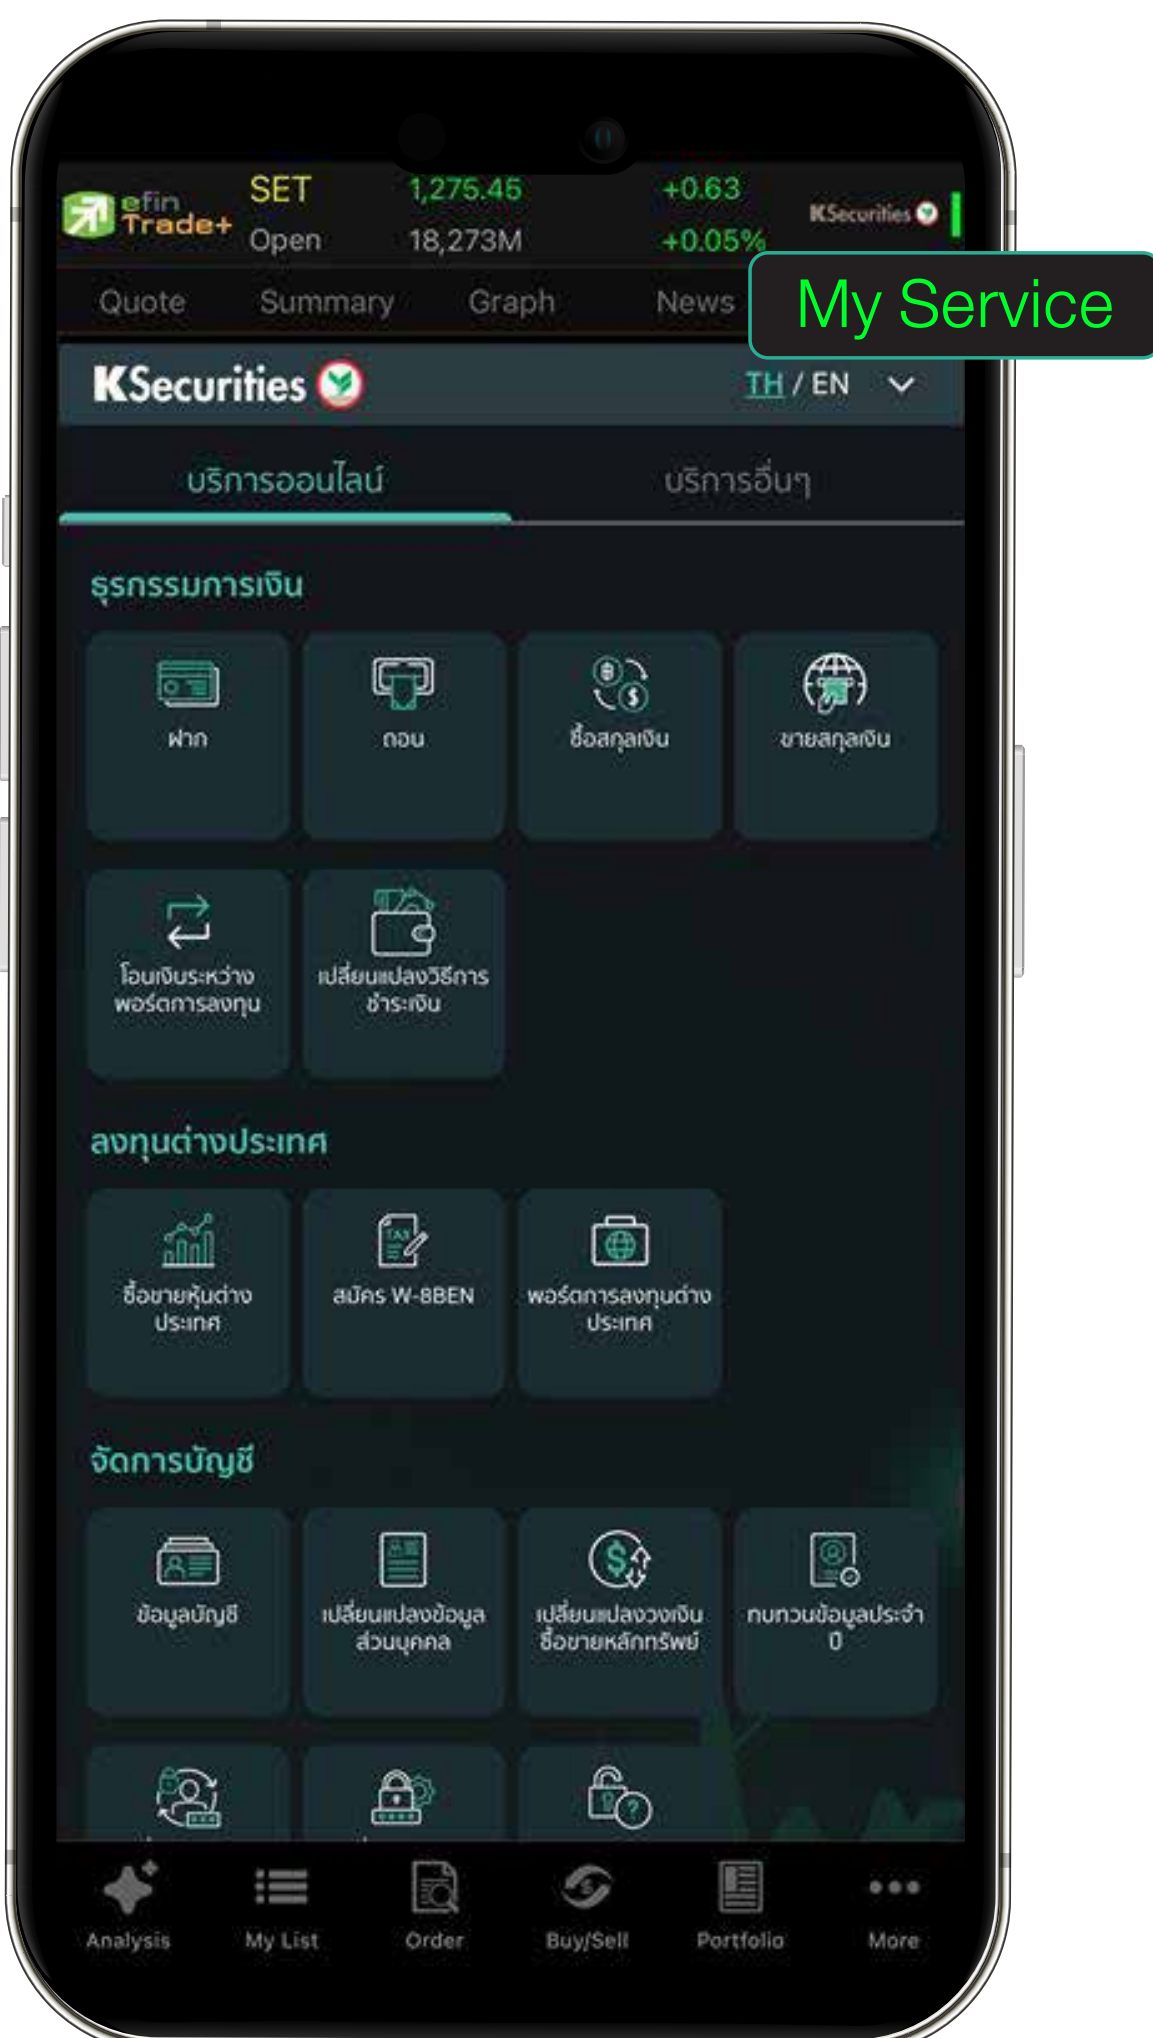 efin
Trade+
SET 1,275.45 +0.63
Open 18,273M +0.05%
KSecurities
Quote Summary Graph News
My Service
KSecurities
TH / EN
บริการออนไลน์ บริการอื่นๆ
ธุรกรรมการเงิน
ฝาก ถอน ซื้อสกุลเงิน ขายสกุลเงิน
โอนเงินระหว่าง
พอร์ตการลงทุน
เปลี่ยนแปลงวิธีการ
ชำระเงิน
ลงทุนต่างประเทศ
ซื้อขายหุ้นต่าง
ประเทศ
TAX
สมัคร W-8BEN
พอร์ตการลงทุนต่าง
ประเทศ
จัดการบัญชี
ข้อมูลบัญชี
เปลี่ยนแปลงข้อมูล
ส่วนบุคคล
เปลี่ยนแปลงวงเงิน
ซื้อขายหลักทรัพย์
ทบทวนข้อมูลประจำ
ปี
Analysis My List Order Buy/Sell Portfolio More